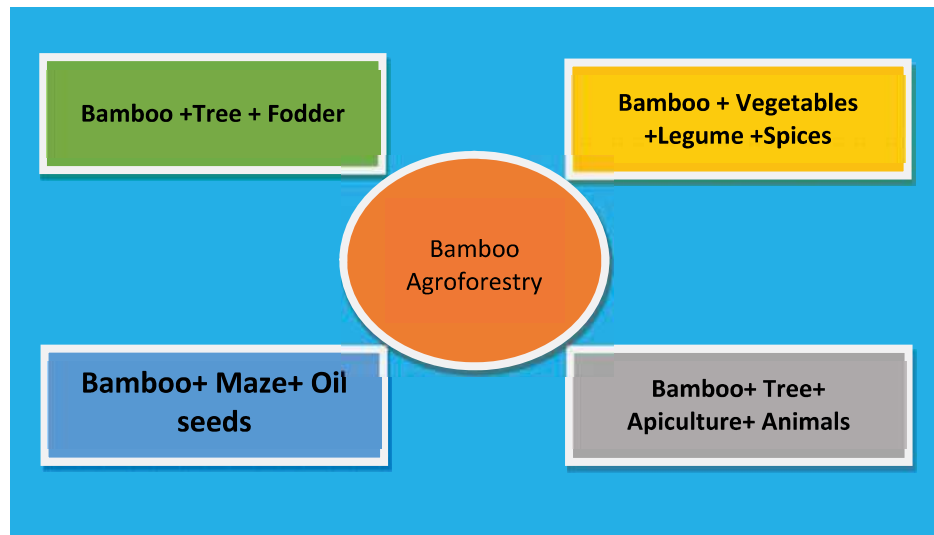 Bamboo +Tree + Fodder
Bamboo + Vegetables
+Legume +Spices
Bamboo
Agroforestry
Bamboo+ Maze+ Oil
seeds
Bamboo+ Tree+
Apiculture+ Animals